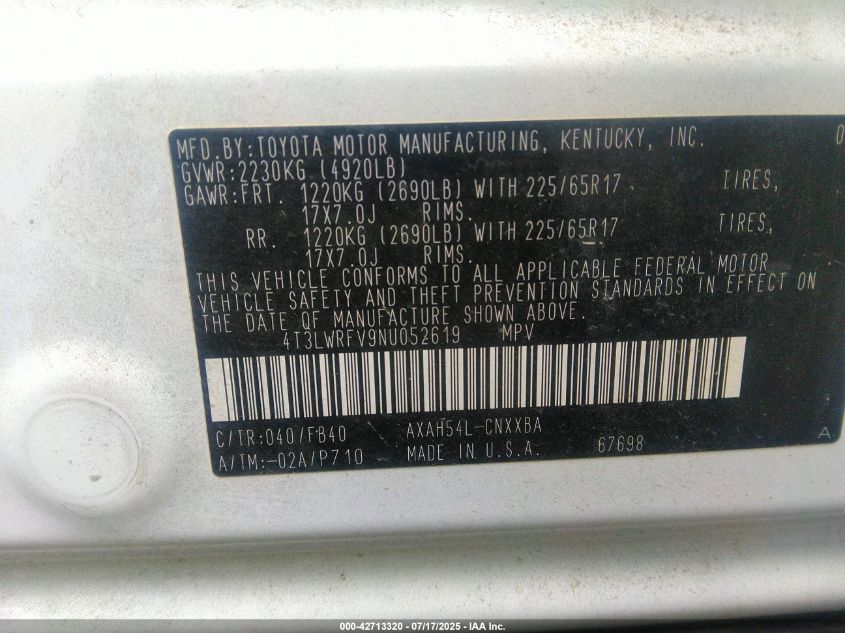 MFD.BY:TOYOTA MOTOR MANUFACTURING, KENTUCKY, INC. 0
GVWR:2230KG (4920LB)
GAWR:FRT. 1220KG (2690LB) WITH 225/65R17 TIRES,
17X7.0J RIMS.
RR. 1220KG (2690LB) WITH 225/65R17 TIRES,
17X7.0J RIMS.
THIS VEHICLE CONFORMS TO ALL APPLICABLE FEDERAL MOTOR
VEHICLE SAFETY AND THEFT PREVENTION STANDARDS IN EFFECT ON
THE DATE OF MANUFACTURE SHOWN ABOVE.
4T3LWRFV9NU052619 MPV
C/TR:040/FB40 AXAH54L-CNXXBA
A/TM:-02A/P710 MADE IN U.S.A. 67698 A
000-42713320 - 07/17/2025 - IAA Inc.